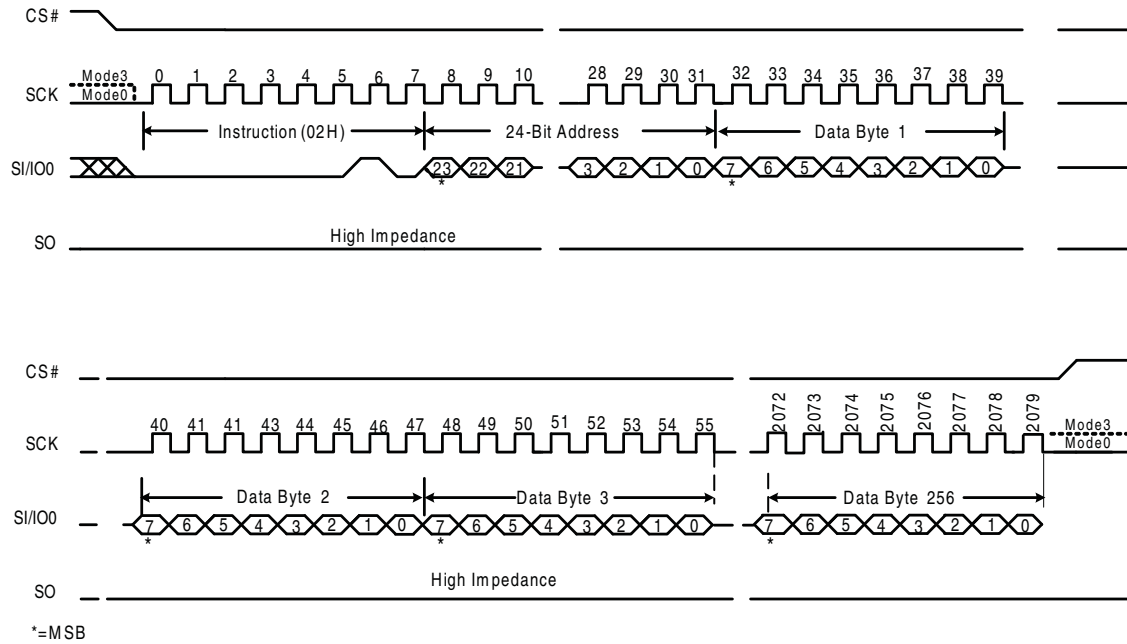 CS#
Mode3
Mode0
SCK
0 1 2 3 4 5 6 7 8 9 10 28 29 30 31 32 33 34 35 36 37 38 39
Instruction (02H) 24-Bit Address Data Byte 1
SI/IO0
23 22 21 3 2 1 0 7 6 5 4 3 2 1 0
* *
SO
High Impedance
CS#
SCK
40 41 41 43 44 45 46 47 48 49 50 51 52 53 54 55 2072 2073 2074 2075 2076 2077 2078 2079
Mode3
Mode0
Data Byte 2 Data Byte 3 Data Byte 256
SI/IO0
7 6 5 4 3 2 1 0 7 6 5 4 3 2 1 0 7 6 5 4 3 2 1 0
* * *
SO
High Impedance
*=MSB